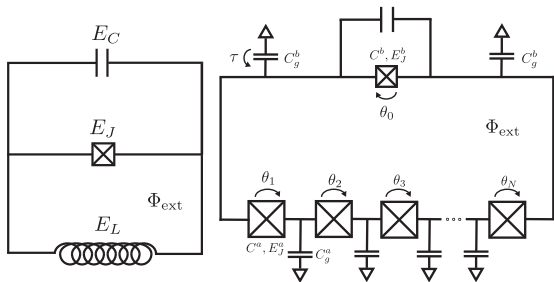 E_C
E_J
Φ_ext
E_L
τ
C_g^b
C^b, E_J^b
θ_0
C_g^b
Φ_ext
θ_1
θ_2
θ_3
θ_N
C^a, E_J^a
C_g^a